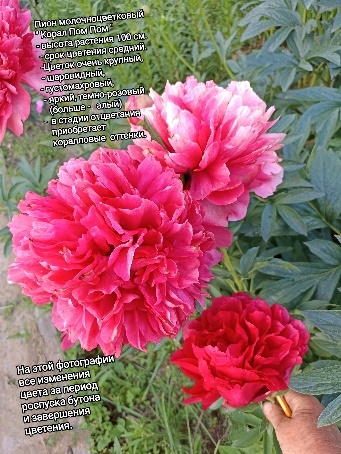 Пион молочноцветковый
" Корал Пом Пом"
- высота растения 100 см.
- срок цветения средний.
-Цветок очень крупный,
- шаровидный,
- густомахровый,
- яркий, темно-розовый
(больше - алый)
в стадии отцветания
приобретает
коралловые оттенки.
На этой фотографии
все изменения
цвета за период
роспуска бутона
и завершения
цветения.